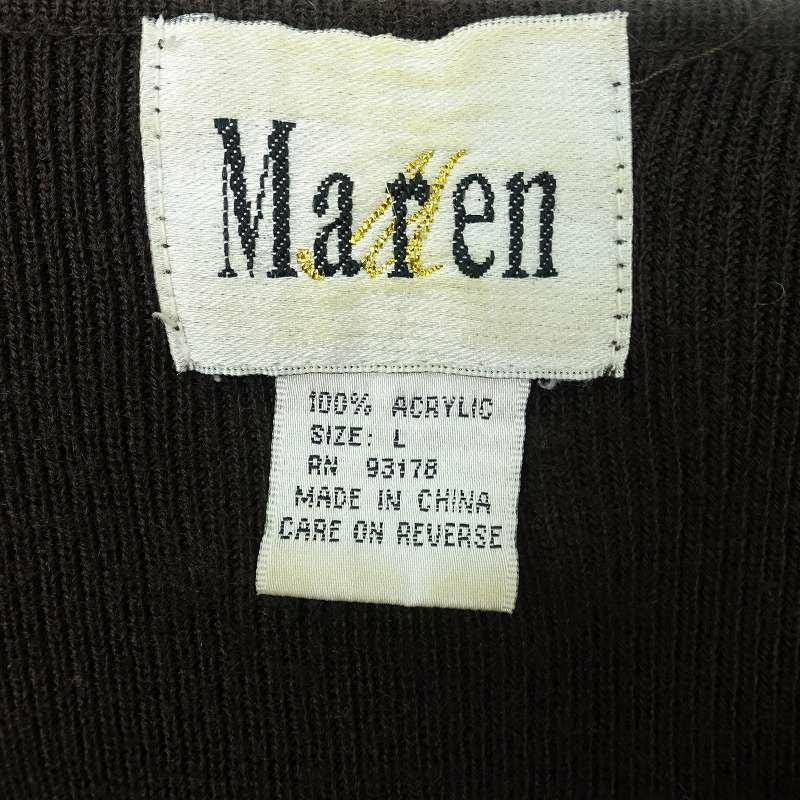 Maren
M
100% ACRYLIC
SIZE: L
RN 93178
MADE IN CHINA
CARE ON REVERSE